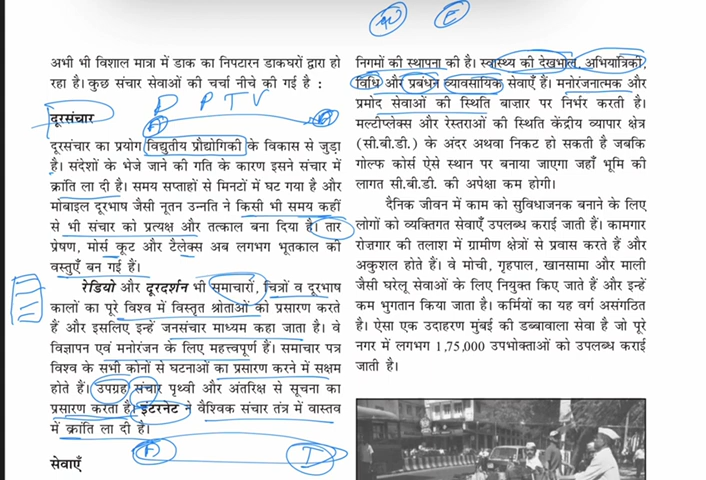 अभी भी विशाल मात्रा में डाक का निपटारन डाकघरों द्वारा हो
रहा है। कुछ संचार सेवाओं की चर्चा नीचे की गई है :
D P T V
दूरसंचार
दूरसंचार का प्रयोग विद्युतीय प्रौद्योगिकी के विकास से जुड़ा
है। संदेशों के भेजे जाने की गति के कारण इसने संचार में
क्रांति ला दी है। समय सप्ताहों से मिनटों में घट गया है और
मोबाइल दूरभाष जैसी नूतन उन्नति ने किसी भी समय कहीं
से भी संचार को प्रत्यक्ष और तत्काल बना दिया है। तार
प्रेषण, मोर्स कूट और टैलेक्स अब लगभग भूतकाल की
वस्तुएँ बन गई हैं।
रेडियो और दूरदर्शन भी समाचारों, चित्रों व दूरभाष
कालों का पूरे विश्व में विस्तृत श्रोताओं को प्रसारण करते
हैं और इसलिए इन्हें जनसंचार माध्यम कहा जाता है। वे
विज्ञापन एवं मनोरंजन के लिए महत्त्वपूर्ण हैं। समाचार पत्र
विश्व के सभी कोनों से घटनाओं का प्रसारण करने में सक्षम
होते हैं। उपग्रह संचार पृथ्वी और अंतरिक्ष से सूचना का
प्रसारण करता है। इंटरनेट ने वैश्विक संचार तंत्र में वास्तव
में क्रांति ला दी है।
सेवाएँ
निगमों की स्थापना की है। स्वास्थ्य की देखभाल, अभियांत्रिकी,
विधि और प्रबंधन व्यावसायिक सेवाएँ हैं। मनोरंजनात्मक और
प्रमोद सेवाओं की स्थिति बाज़ार पर निर्भर करती है।
मल्टीप्लेक्स और रेस्तराओं की स्थिति केंद्रीय व्यापार क्षेत्र
(सी.बी.डी.) के अंदर अथवा निकट हो सकती है जबकि
गोल्फ कोर्स ऐसे स्थान पर बनाया जाएगा जहाँ भूमि की
लागत सी.बी.डी. की अपेक्षा कम होगी।
दैनिक जीवन में काम को सुविधाजनक बनाने के लिए
लोगों को व्यक्तिगत सेवाएँ उपलब्ध कराई जाती हैं। कामगार
रोज़गार की तलाश में ग्रामीण क्षेत्रों से प्रवास करते हैं और
अकुशल होते हैं। वे मोची, गृहपाल, खानसामा और माली
जैसी घरेलू सेवाओं के लिए नियुक्त किए जाते हैं और इन्हें
कम भुगतान किया जाता है। कर्मियों का यह वर्ग असंगठित
है। ऐसा एक उदाहरण मुंबई की डब्बावाला सेवा है जो पूरे
नगर में लगभग 1,75,000 उपभोक्ताओं को उपलब्ध कराई
जाती है।